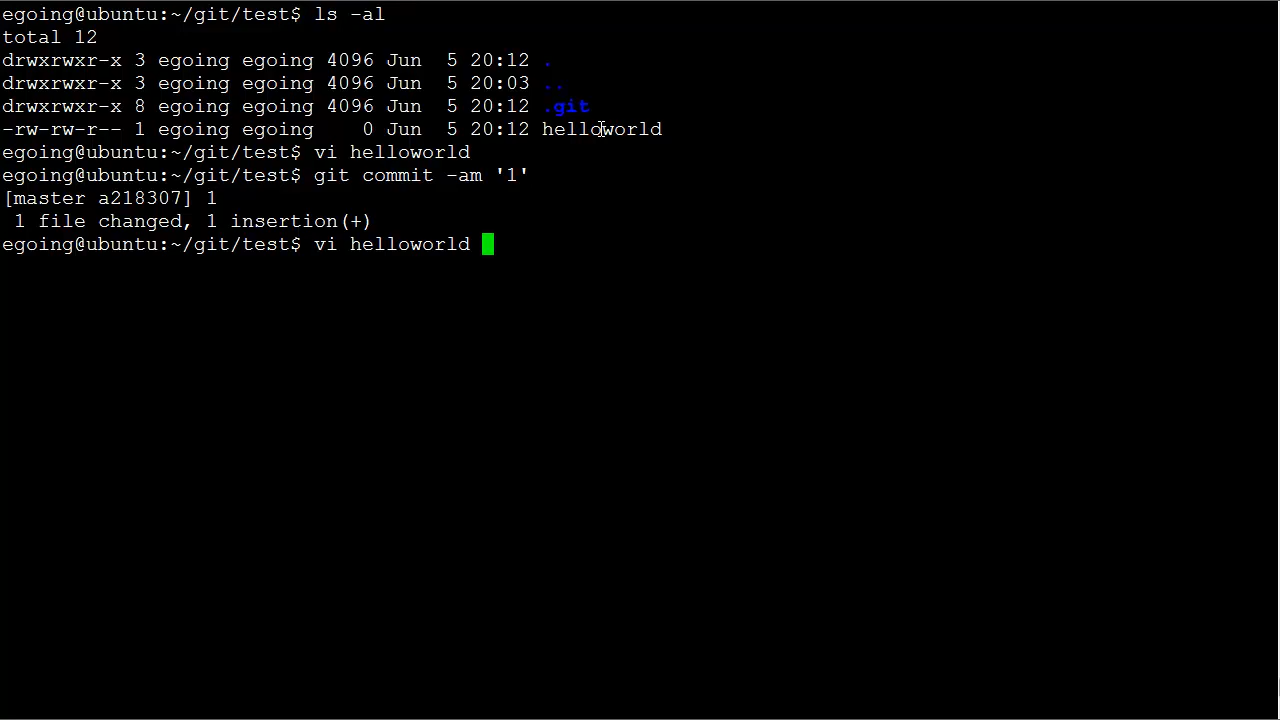 egoing@ubuntu:~/git/test$ ls -al
total 12
drwxrwxr-x 3 egoing egoing 4096 Jun  5 20:12 .
drwxrwxr-x 3 egoing egoing 4096 Jun  5 20:03 ..
drwxrwxr-x 8 egoing egoing 4096 Jun  5 20:12 .git
-rw-rw-r-- 1 egoing egoing    0 Jun  5 20:12 helloworld
egoing@ubuntu:~/git/test$ vi helloworld
egoing@ubuntu:~/git/test$ git commit -am '1'
[master a218307] 1
 1 file changed, 1 insertion(+)
egoing@ubuntu:~/git/test$ vi helloworld